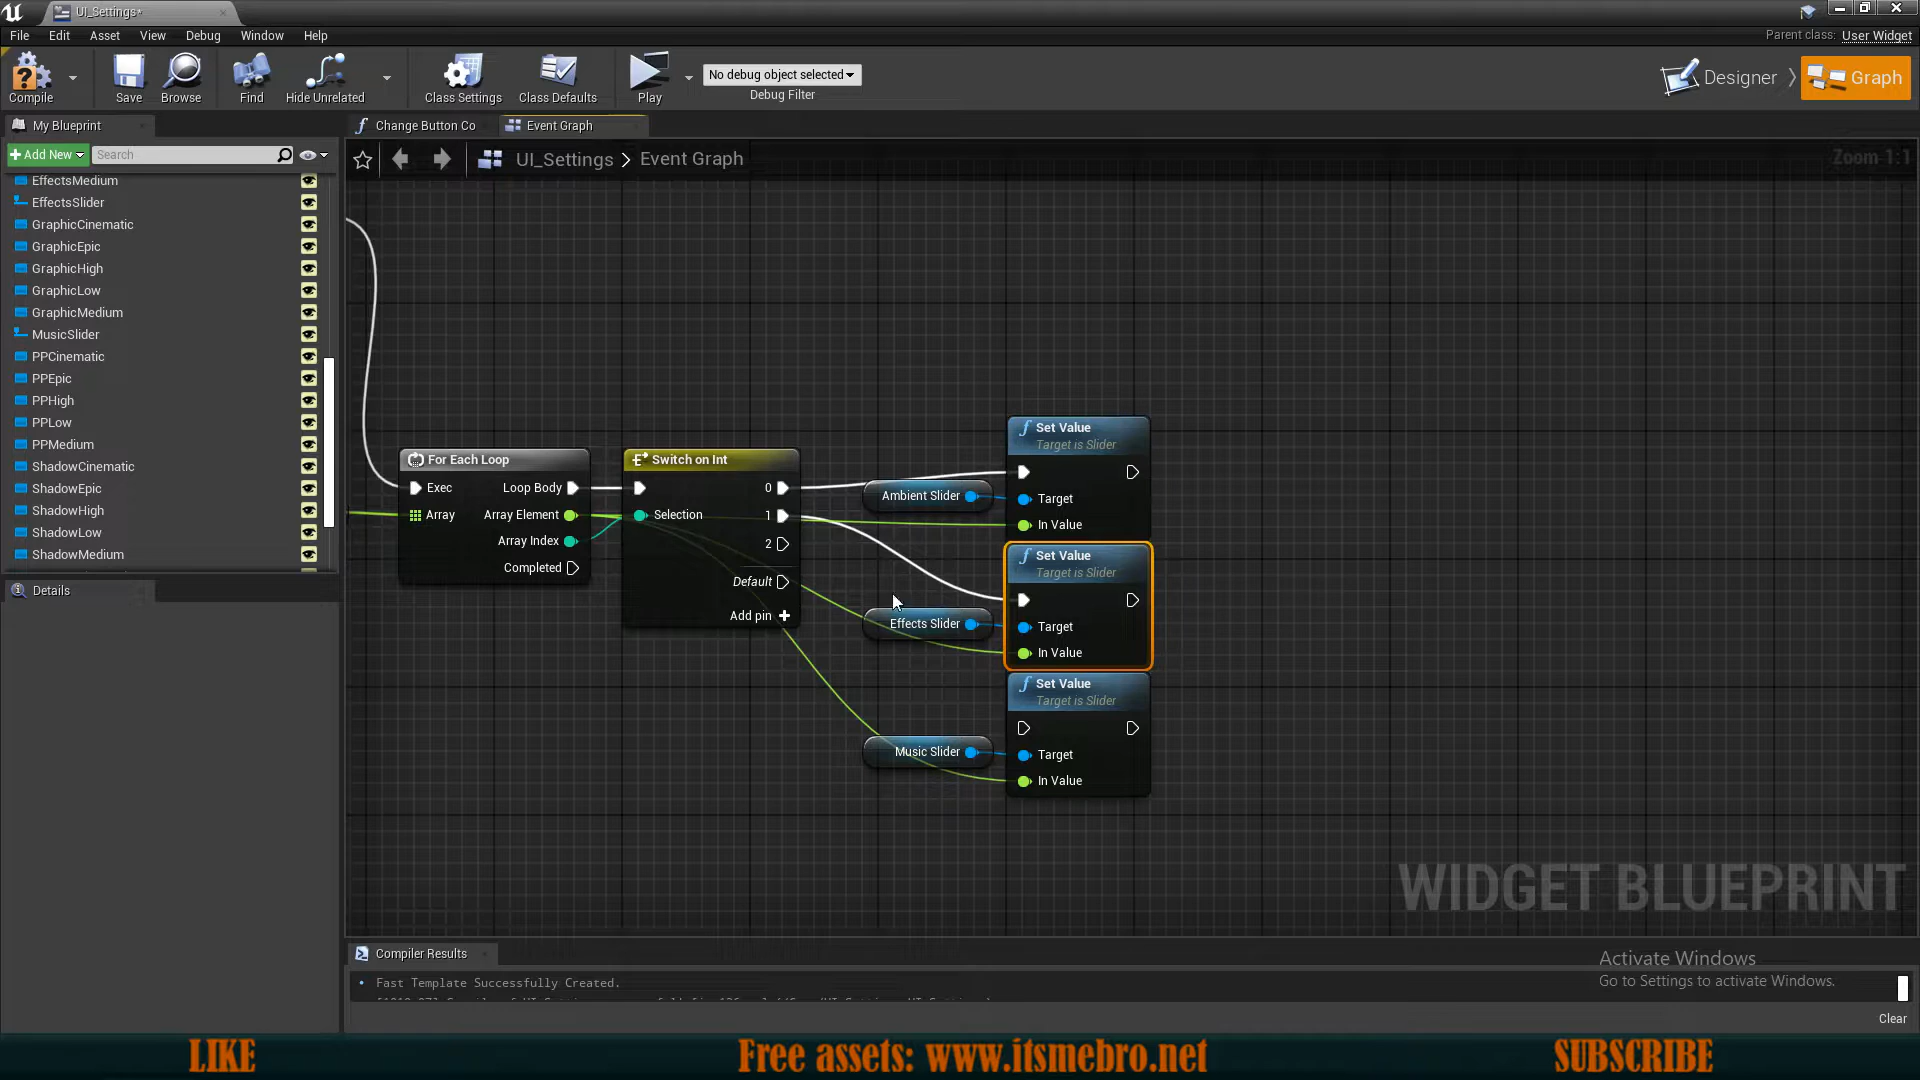 UI_Settings*
File Edit Asset View Debug Window Help
Parent class: User Widget
Compile
Save
Browse
Find
Hide Unrelated
Class Settings
Class Defaults
Play
No debug object selected
Debug Filter
Designer
Graph
My Blueprint
Change Button Co
Event Graph
Add New
Search
UI_Settings > Event Graph
Zoom 1:1
EffectsMedium
EffectsSlider
GraphicCinematic
GraphicEpic
GraphicHigh
GraphicLow
GraphicMedium
MusicSlider
PPCinematic
PPEpic
PPHigh
PPLow
PPMedium
ShadowCinematic
ShadowEpic
ShadowHigh
ShadowLow
ShadowMedium
Details
For Each Loop
Exec Loop Body
Array Array Element
Array Index
Completed
Switch on Int
0
Selection 1
2
Default
Add pin
Ambient Slider
Effects Slider
Music Slider
Set Value
Target is Slider
Target
In Value
Set Value
Target is Slider
Target
In Value
Set Value
Target is Slider
Target
In Value
WIDGET BLUEPRINT
Compiler Results
Fast Template Successfully Created.
Activate Windows
Go to Settings to activate Windows.
Clear
LIKE
Free assets: www.itsmebro.net
SUBSCRIBE